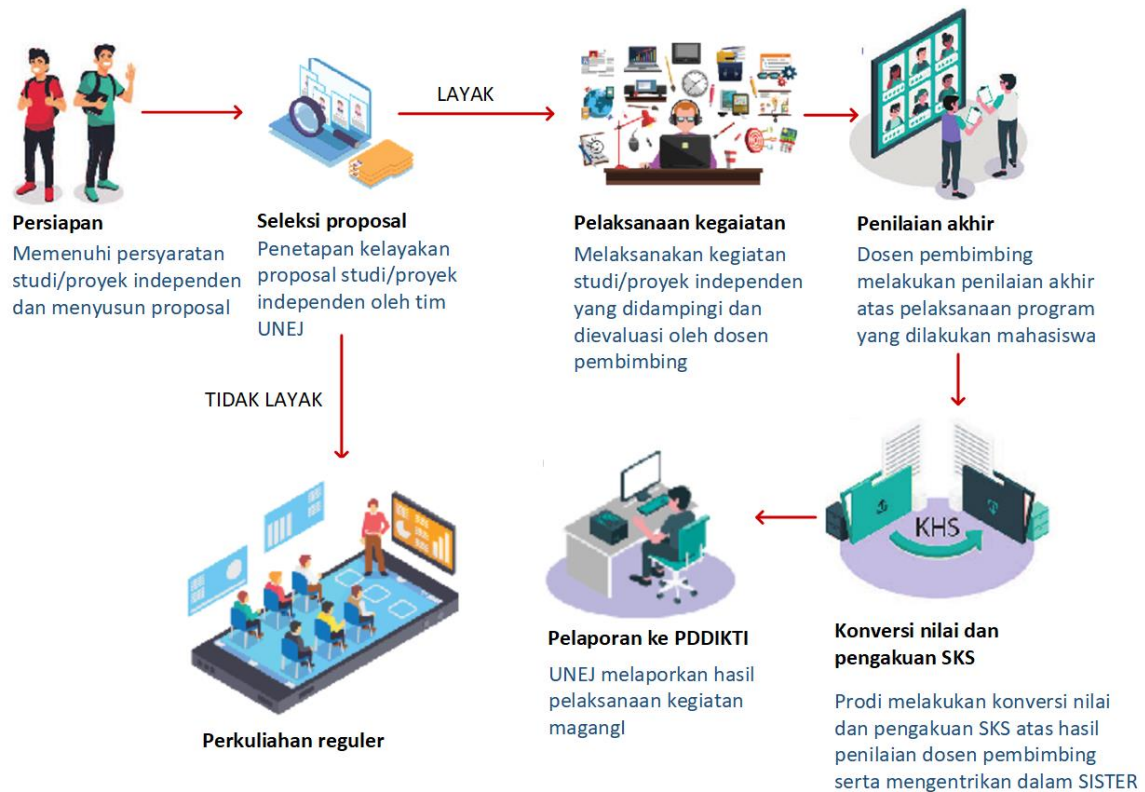 Persiapan
Memenuhi persyaratan
studi/proyek independen
dan menyusun proposal
Seleksi proposal
Penetapan kelayakan
proposal studi/proyek
independen oleh tim
UNEJ
LAYAK
Pelaksanaan kegaiatan
Melaksanakan kegiatan
studi/proyek independen
yang didampingi dan
dievaluasi oleh dosen
pembimbing
Penilaian akhir
Dosen pembimbing
melakukan penilaian akhir
atas pelaksanaan program
yang dilakukan mahasiswa
TIDAK LAYAK
Perkuliahan reguler
KHS
Konversi nilai dan
pengakuan SKS
Prodi melakukan konversi nilai
dan pengakuan SKS atas hasil
penilaian dosen pembimbing
serta mengentrikan dalam SISTER
Pelaporan ke PDDIKTI
UNEJ melaporkan hasil
pelaksanaan kegiatan
magangI